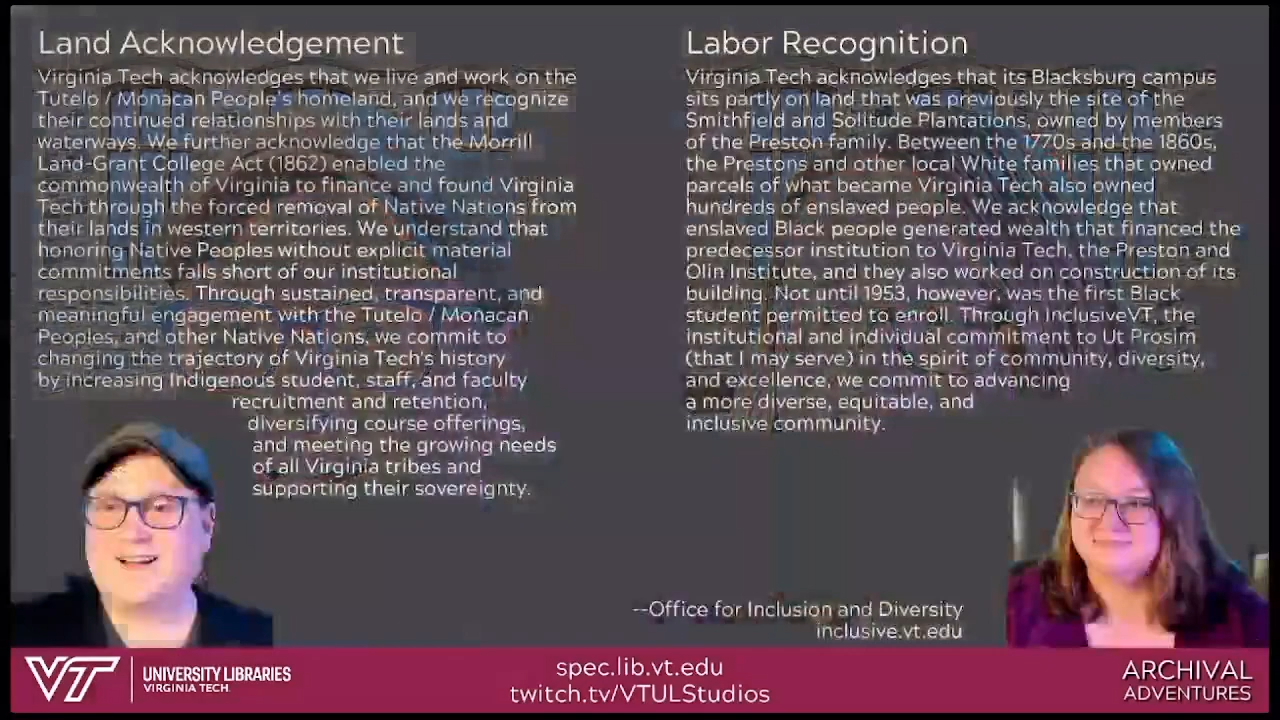 Land Acknowledgement
Virginia Tech acknowledges that we live and work on the
Tutelo / Monacan People's homeland, and we recognize
their continued relationships with their lands and
waterways. We further acknowledge that the Morrill
Land-Grant College Act (1862) enabled the
commonwealth of Virginia to finance and found Virginia
Tech through the forced removal of Native Nations from
their lands in western territories. We understand that
honoring Native Peoples without explicit material
commitments falls short of our institutional
responsibilities. Through sustained, transparent, and
meaningful engagement with the Tutelo / Monacan
Peoples, and other Native Nations, we commit to
changing the trajectory of Virginia Tech's history
by increasing Indigenous student, staff, and faculty
recruitment and retention,
diversifying course offerings,
and meeting the growing needs
of all Virginia tribes and
supporting their sovereignty.
Labor Recognition
Virginia Tech acknowledges that its Blacksburg campus
sits partly on land that was previously the site of the
Smithfield and Solitude Plantations, owned by members
of the Preston family. Between the 1770s and the 1860s,
the Prestons and other local White families that owned
parcels of what became Virginia Tech also owned
hundreds of enslaved people. We acknowledge that
enslaved Black people generated wealth that financed the
predecessor institution to Virginia Tech, the Preston and
Olin Institute, and they also worked on construction of its
building. Not until 1953, however, was the first Black
student permitted to enroll. Through inclusiveVT, the
institutional and individual commitment to Ut Prosim
(that I may serve) in the spirit of community, diversity,
and excellence, we commit to advancing
a more diverse, equitable, and
inclusive community.
--Office for Inclusion and Diversity
inclusive.vt.edu
VT
UNIVERSITY LIBRARIES
VIRGINIA TECH
spec.lib.vt.edu
twitch.tv/VTULStudios
ARCHIVAL
ADVENTURES